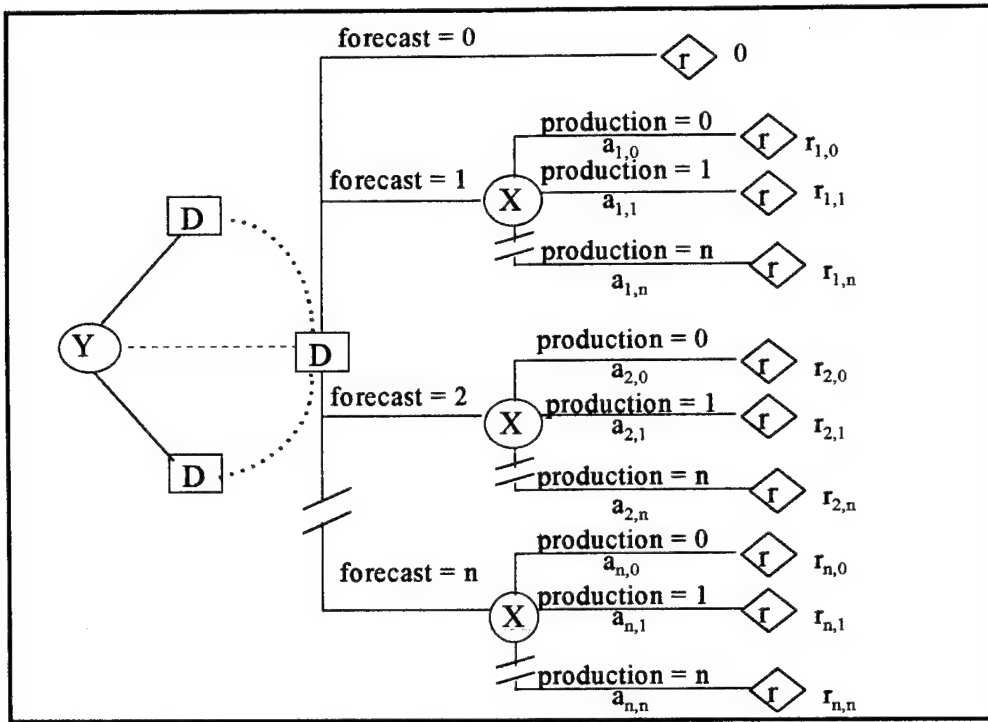 forecast = 0
r 0
production = 0
a1,0
r r1,0
forecast = 1
X
production = 1
a1,1
r r1,1
production = n
a1,n
r r1,n
D
Y
D
D
production = 0
a2,0
r r2,0
forecast = 2
X
production = 1
a2,1
r r2,1
production = n
a2,n
r r2,n
production = 0
an,0
r rn,0
forecast = n
X
production = 1
an,1
r rn,1
production = n
an,n
r rn,n